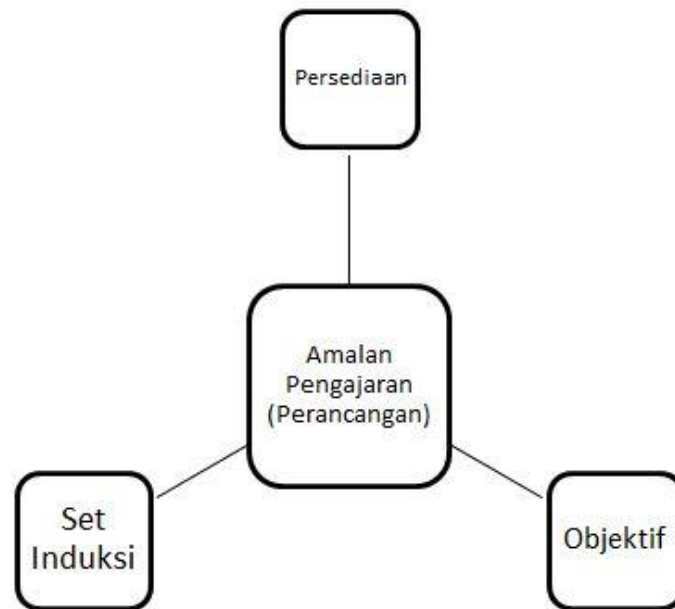 Persediaan
Amalan
Pengajaran
(Perancangan)
Set
Induksi
Objektif